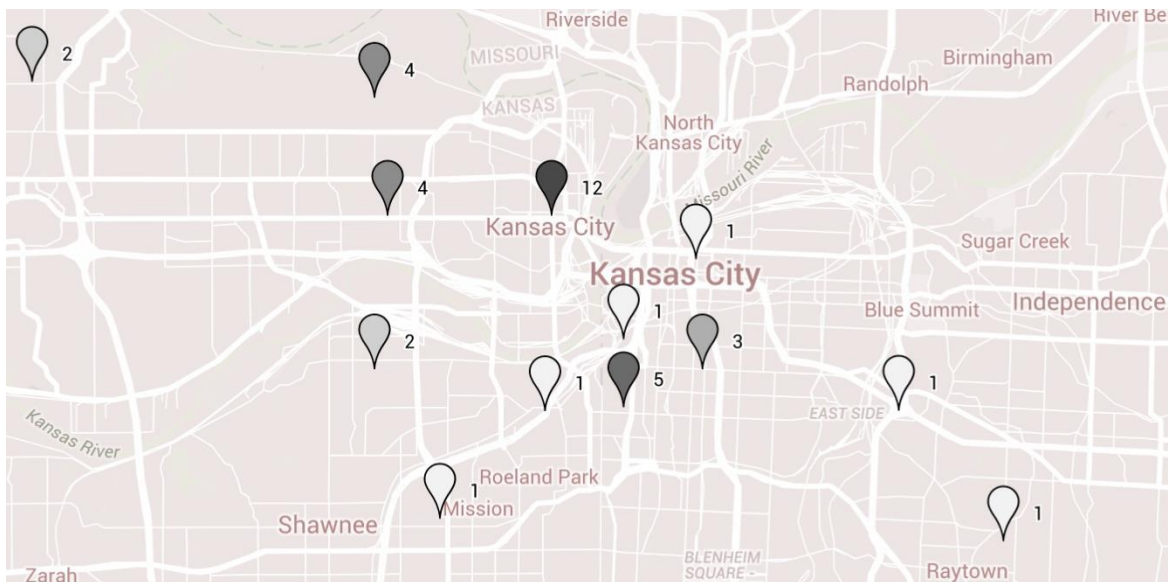 Riverside
River Be
2
MISSOURI
Birmingham
4
Randolph
KANSAS
North
Kansas City
Missouri River
4
12
Kansas City
1
Sugar Creek
Kansas City
1
Independence
Blue Summit
2
3
1
5
1
EAST SIDE
Kansas River
Roeland Park
1
Mission
Shawnee
1
BLENHEIM
SQUARE -
Zarah
Raytown